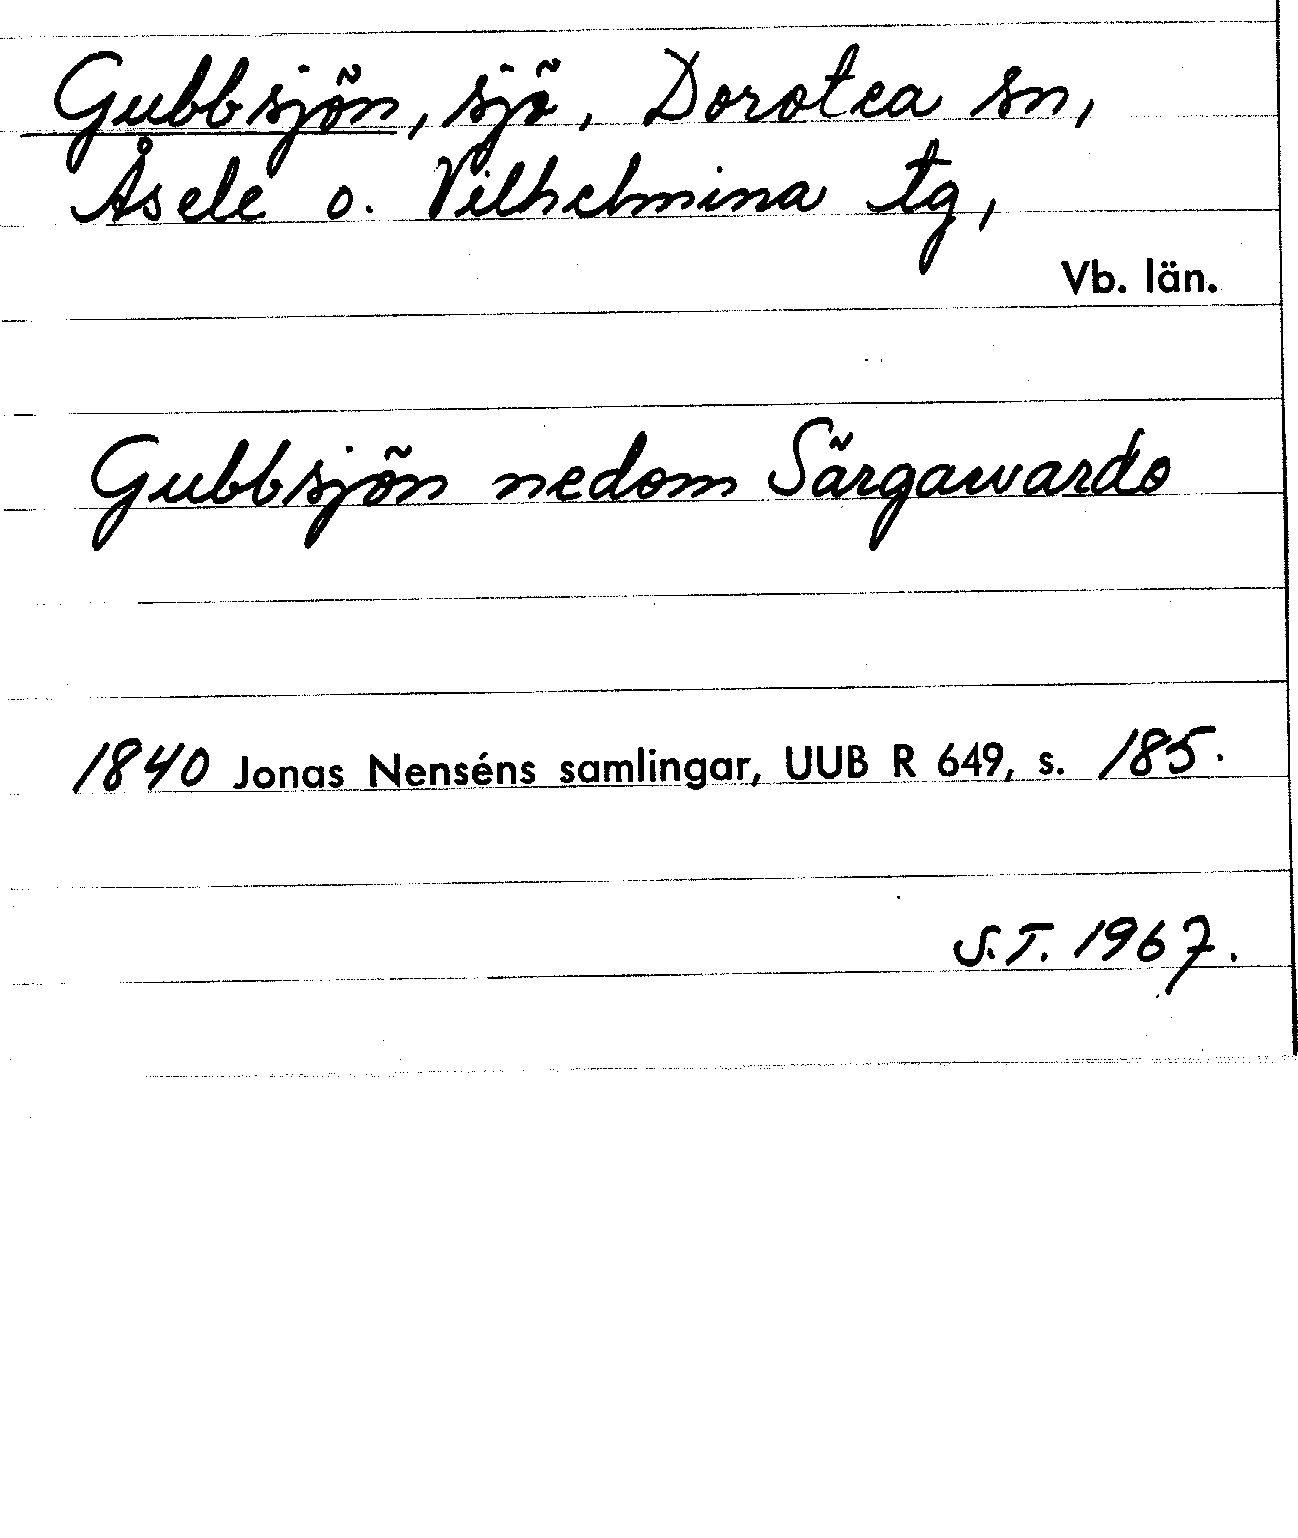 Gubbsjön, sjö, Dorotea sn,
Åsele o. Vilhelmina tg,
Vb. län.
Gubbsjön nedom Särgawardo
1840 Jonas Nenséns samlingar, UUB R 649, s. 185.
S.T. 1967.